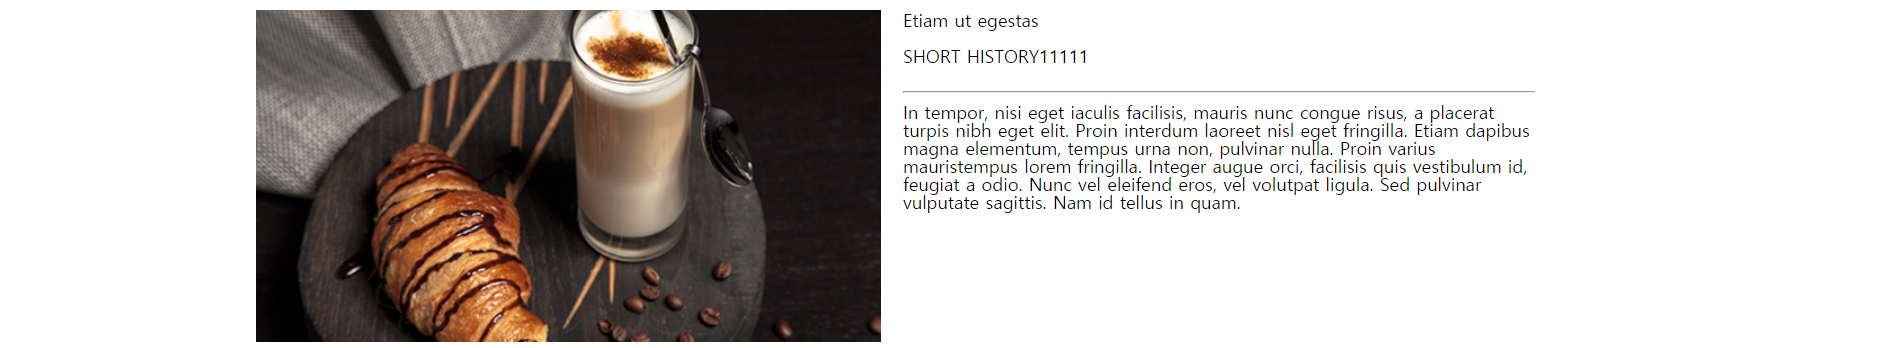 Etiam ut egestas
SHORT HISTORY11111
In tempor, nisi eget iaculis facilisis, mauris nunc congue risus, a placerat
turpis nibh eget elit. Proin interdum laoreet nisl eget fringilla. Etiam dapibus
magna elementum, tempus urna non, pulvinar nulla. Proin varius
mauristempus lorem fringilla. Integer augue orci, facilisis quis vestibulum id,
feugiat a odio. Nunc vel eleifend eros, vel volutpat ligula. Sed pulvinar
vulputate sagittis. Nam id tellus in quam.